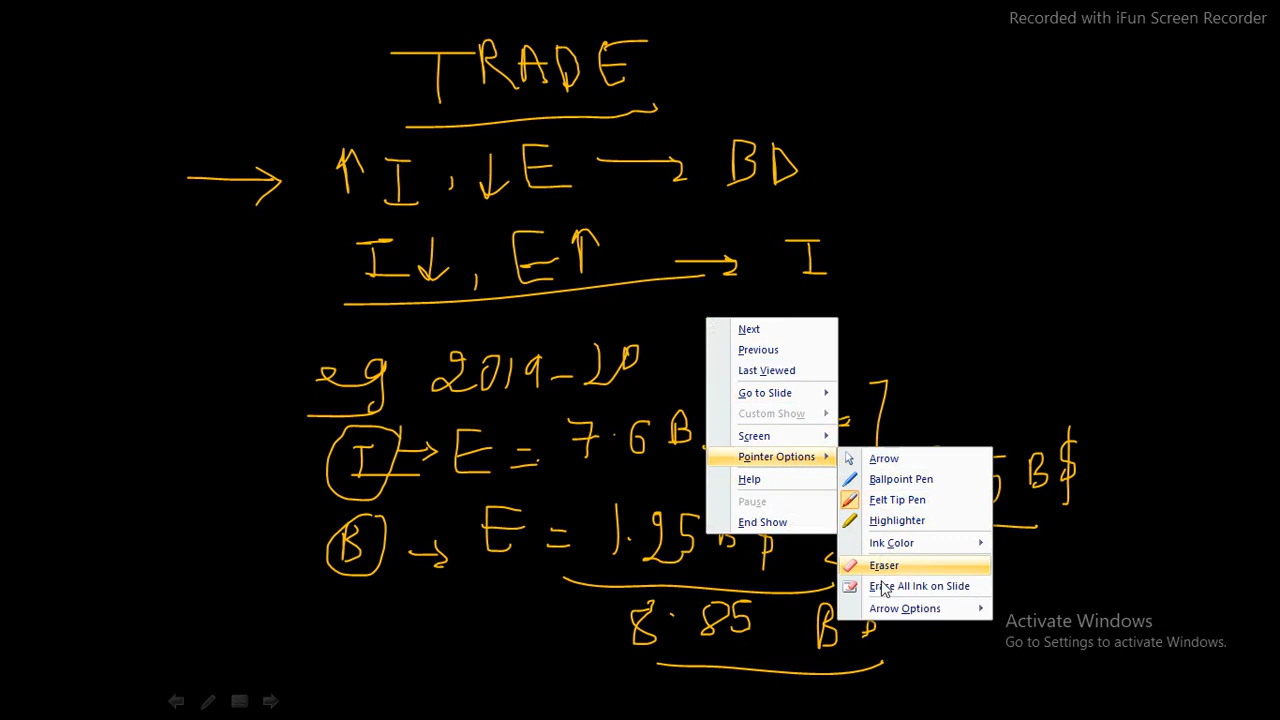 Recorded with iFun Screen Recorder
TRADE
→ ↑ I, ↓ E → BD
I ↓, E ↑ → I
eg 2019-20
I → E = 7.6 B.
B$
B → E = 1.25 B
8.85 B
Next
Previous
Last Viewed
Go to Slide
Custom Show
Screen
Pointer Options
Help
Pause
End Show
Arrow
Ballpoint Pen
Felt Tip Pen
Highlighter
Ink Color
Eraser
Erase All Ink on Slide
Arrow Options
Activate Windows
Go to Settings to activate Windows.